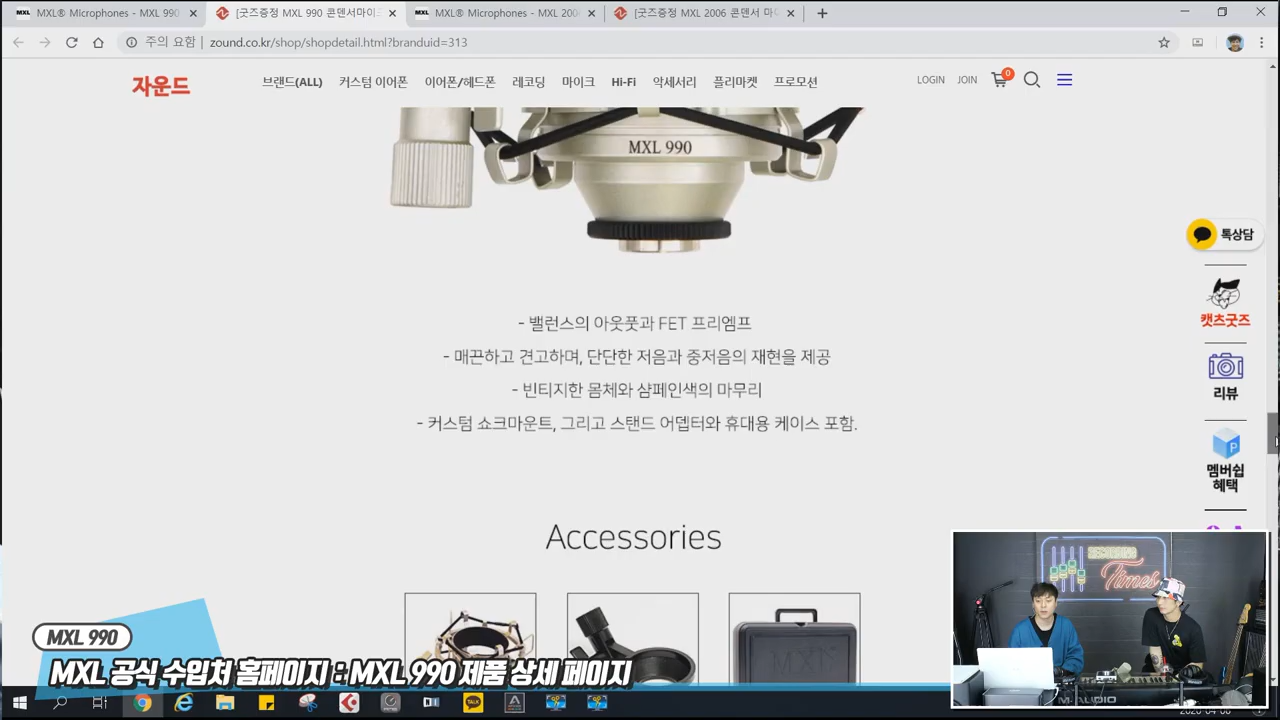 MXL MXL® Microphones - MXL 990
[굿즈증정 MXL 990 콘덴서마이크
MXL MXL® Microphones - MXL 200
[굿즈증정 MXL 2006 콘덴서 마이
주의 요함 | zound.co.kr/shop/shopdetail.html?branduid=313
자운드
브랜드(ALL) 커스텀 이어폰 이어폰/헤드폰 레코딩 마이크 Hi-Fi 악세서리 플리마켓 프로모션
LOGIN JOIN 0
MXL 990
톡상담
캣츠굿즈
리뷰
P
멤버쉽
혜택
- 밸런스의 아웃풋과 FET 프리엠프
- 매끈하고 견고하며, 단단한 저음과 중저음의 재현을 제공
- 빈티지한 몸체와 샴페인색의 마무리
- 커스텀 쇼크마운트, 그리고 스탠드 어뎁터와 휴대용 케이스 포함.
Accessories
MXL
RECORDING
Times
M-AUDIO
MXL 990
MXL 공식 수입처 홈페이지 : MXL 990 제품 상세 페이지
TALK